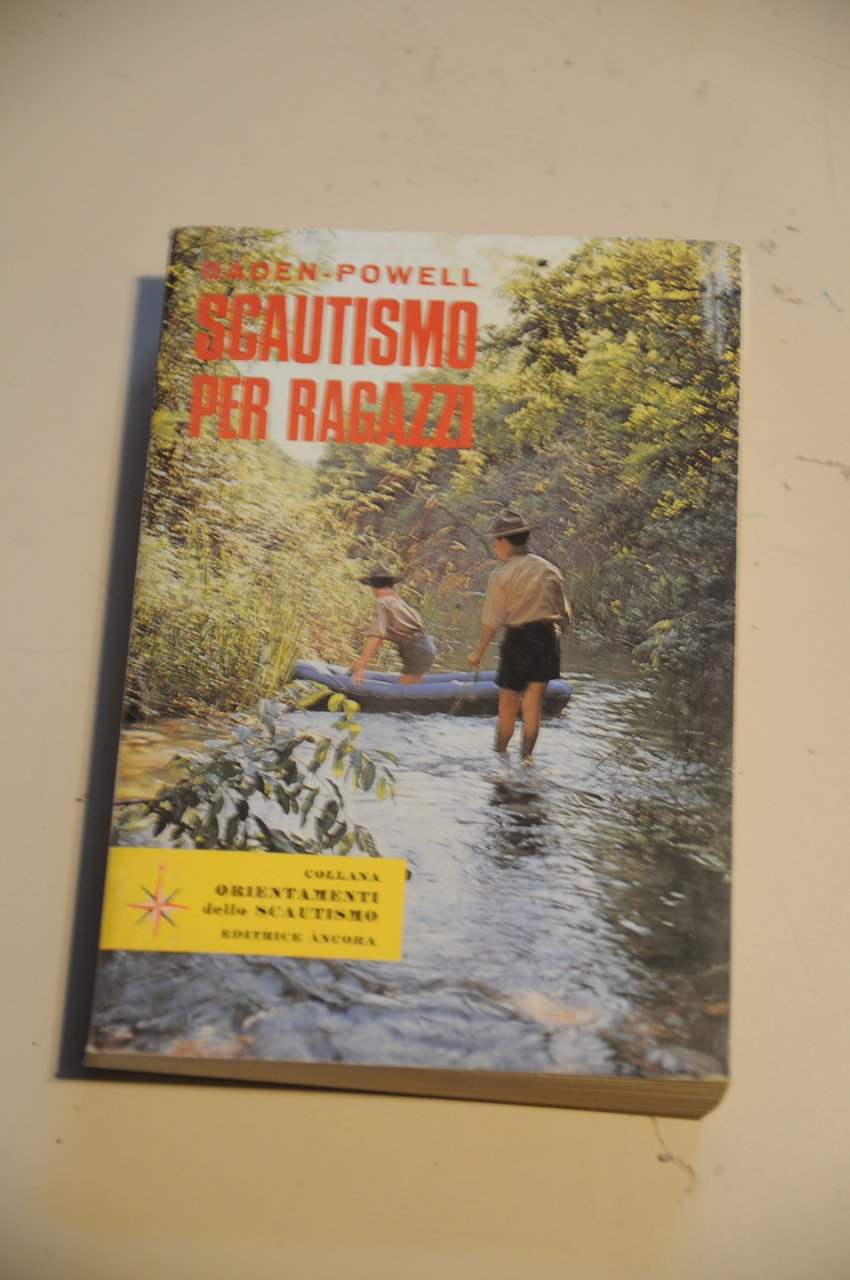 BADEN-POWELL
SCAUTISMO
PER RAGAZZI
COLLANA
ORIENTAMENTI
dello SCAUTISMO
EDITRICE ÀNCORA